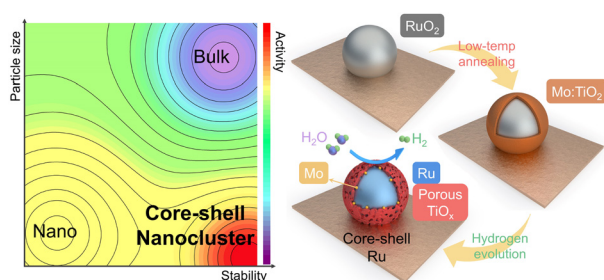 Particle size
Bulk
Nano
Core-shell
Nanocluster
Stability
Activity
RuO2
Low-temp
annealing
Mo:TiO2
H2O
H2
Mo
Ru
Porous
TiOx
Core-shell
Ru
Hydrogen
evolution